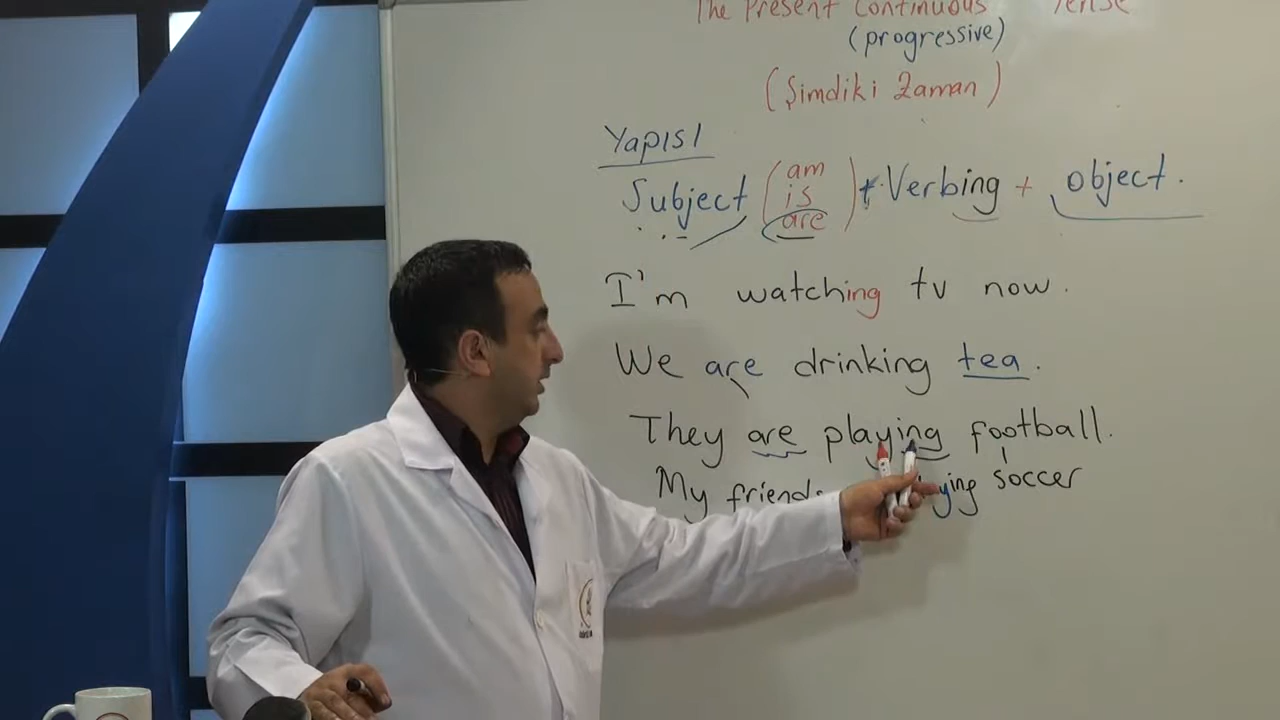 The Present Continuous Tense
(progressive)
(Şimdiki Zaman)
Yapısı
Subject (am is are) + Verbing + object.
I'm watching tv now.
We are drinking tea.
They are playing football.
My friends soccer